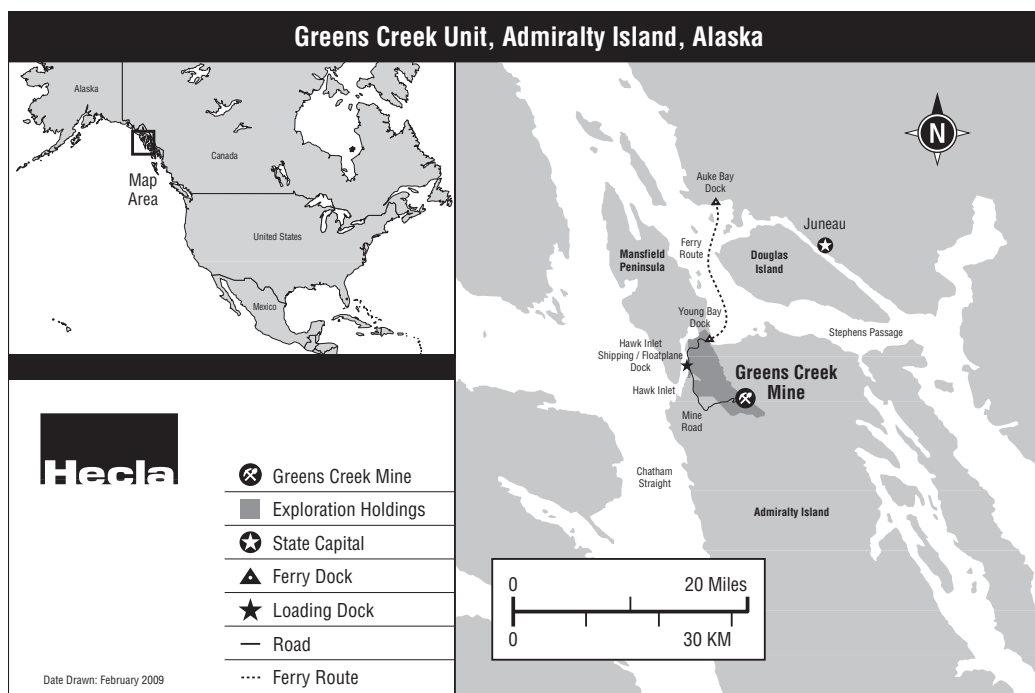 Greens Creek Unit, Admiralty Island, Alaska
Alaska
Canada
Map
Area
United States
Mexico
N
Auke Bay
Dock
Juneau
Ferry
Route
Mansfield
Peninsula
Douglas
Island
Young Bay
Dock
Stephens Passage
Hawk Inlet
Shipping / Floatplane
Dock
Greens Creek
Mine
Hawk Inlet
Mine
Road
Chatham
Straight
Admiralty Island
Hecla
Greens Creek Mine
Exploration Holdings
State Capital
Ferry Dock
Loading Dock
Road
Ferry Route
0 20 Miles
0 30 KM
Date Drawn: February 2009